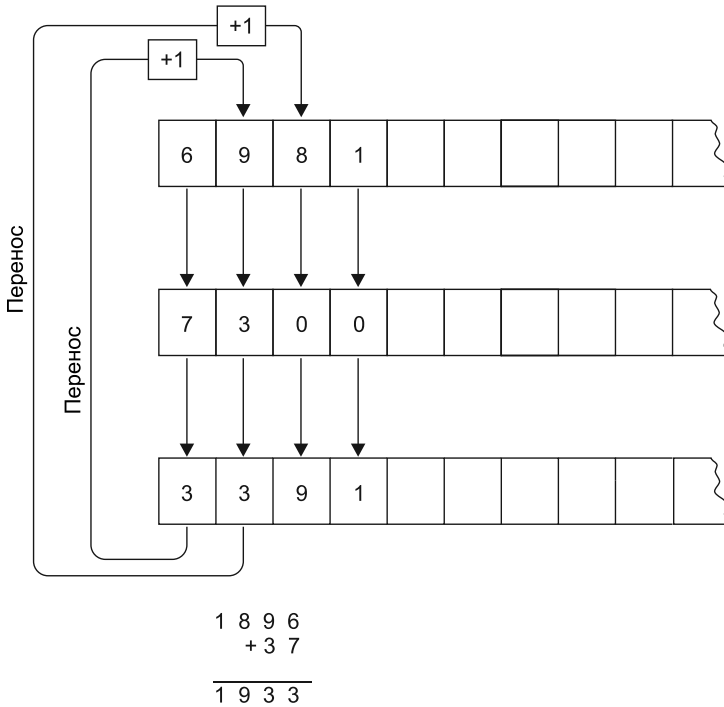 +1
+1
6 9 8 1
Перенос
7 3 0 0
Перенос
3 3 9 1
1 8 9 6
+ 3 7
1 9 3 3